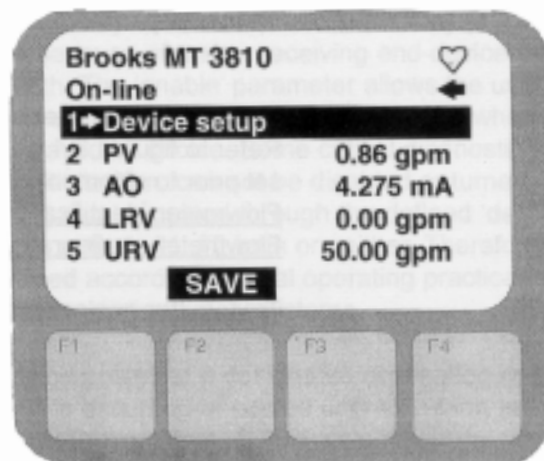 Brooks MT 3810
On-line
1 Device setup
2 PV 0.86 gpm
3 AO 4.275 mA
4 LRV 0.00 gpm
5 URV 50.00 gpm
SAVE
F1 F2 F3 F4